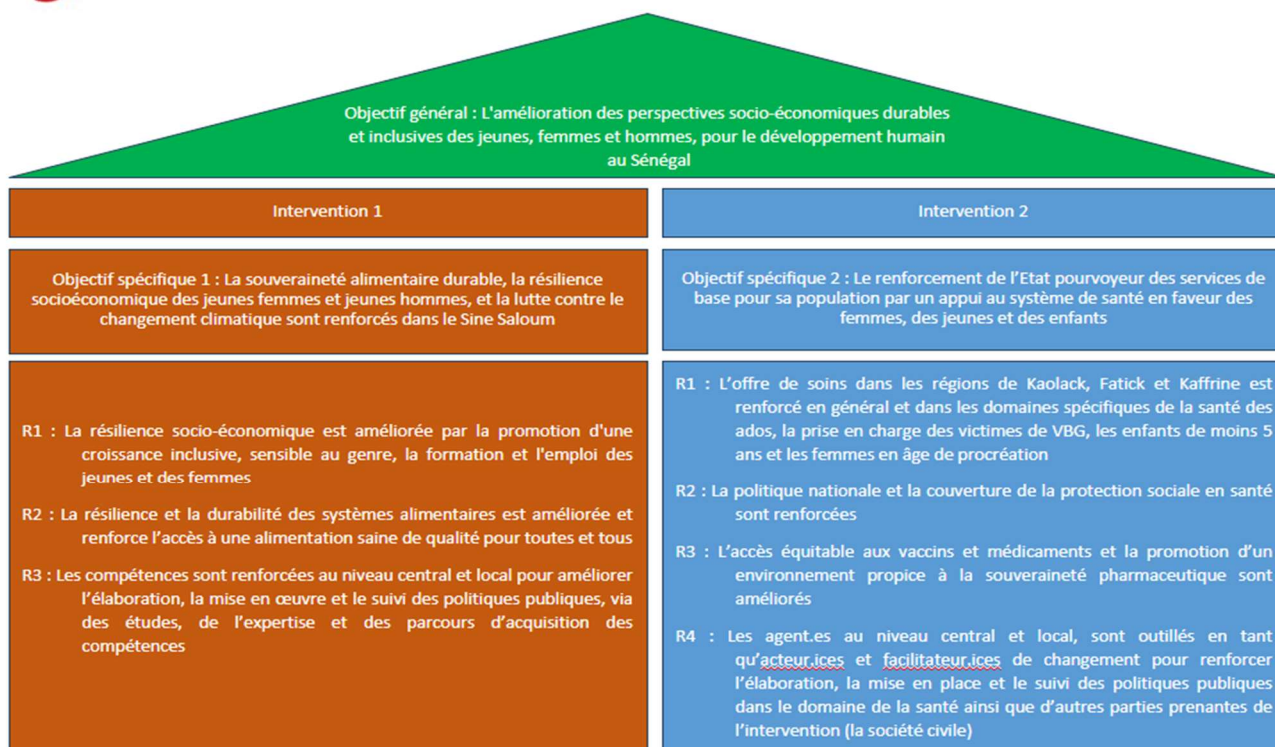 Objectif général : L'amélioration des perspectives socio-économiques durables
et inclusives des jeunes, femmes et hommes, pour le développement humain
au Sénégal
Intervention 1
Objectif spécifique 1 : La souveraineté alimentaire durable, la résilience
socioéconomique des jeunes femmes et jeunes hommes, et la lutte contre le
changement climatique sont renforcés dans le Sine Saloum
R1 : La résilience socio-économique est améliorée par la promotion d'une
croissance inclusive, sensible au genre, la formation et l'emploi des
jeunes et des femmes
R2 : La résilience et la durabilité des systèmes alimentaires est améliorée et
renforce l'accès à une alimentation saine de qualité pour toutes et tous
R3 : Les compétences sont renforcées au niveau central et local pour améliorer
l'élaboration, la mise en œuvre et le suivi des politiques publiques, via
des études, de l'expertise et des parcours d'acquisition des
compétences
Intervention 2
Objectif spécifique 2 : Le renforcement de l'Etat pourvoyeur des services de
base pour sa population par un appui au système de santé en faveur des
femmes, des jeunes et des enfants
R1 : L'offre de soins dans les régions de Kaolack, Fatick et Kaffrine est
renforcé en général et dans les domaines spécifiques de la santé des
ados, la prise en charge des victimes de VBG, les enfants de moins 5
ans et les femmes en âge de procréation
R2 : La politique nationale et la couverture de la protection sociale en santé
sont renforcées
R3 : L'accès équitable aux vaccins et médicaments et la promotion d'un
environnement propice à la souveraineté pharmaceutique sont
améliorés
R4 : Les agent.es au niveau central et local, sont outillés en tant
qu'acteur.ices et facilitateur.ices de changement pour renforcer
l'élaboration, la mise en place et le suivi des politiques publiques
dans le domaine de la santé ainsi que d'autres parties prenantes de
l'intervention (la société civile)